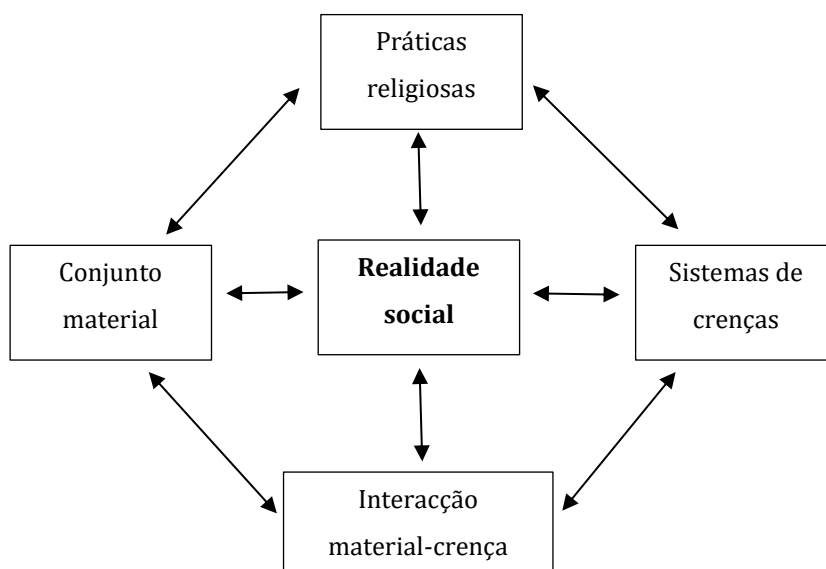 Práticas
religiosas
Conjunto
material
Realidade
social
Sistemas de
crenças
Interacção
material-crença